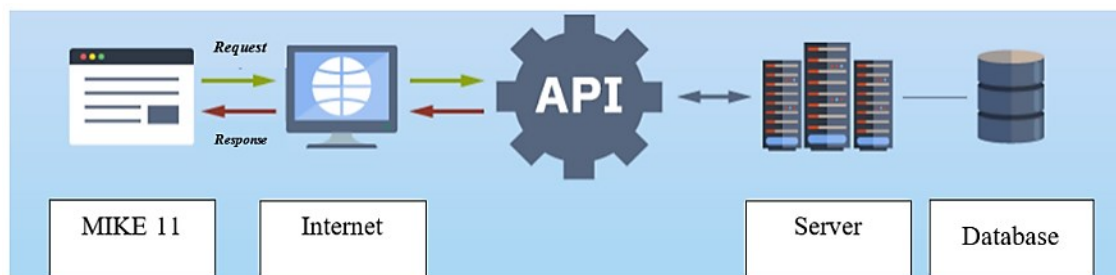 Request
API
Response
MIKE 11
Internet
Server
Database